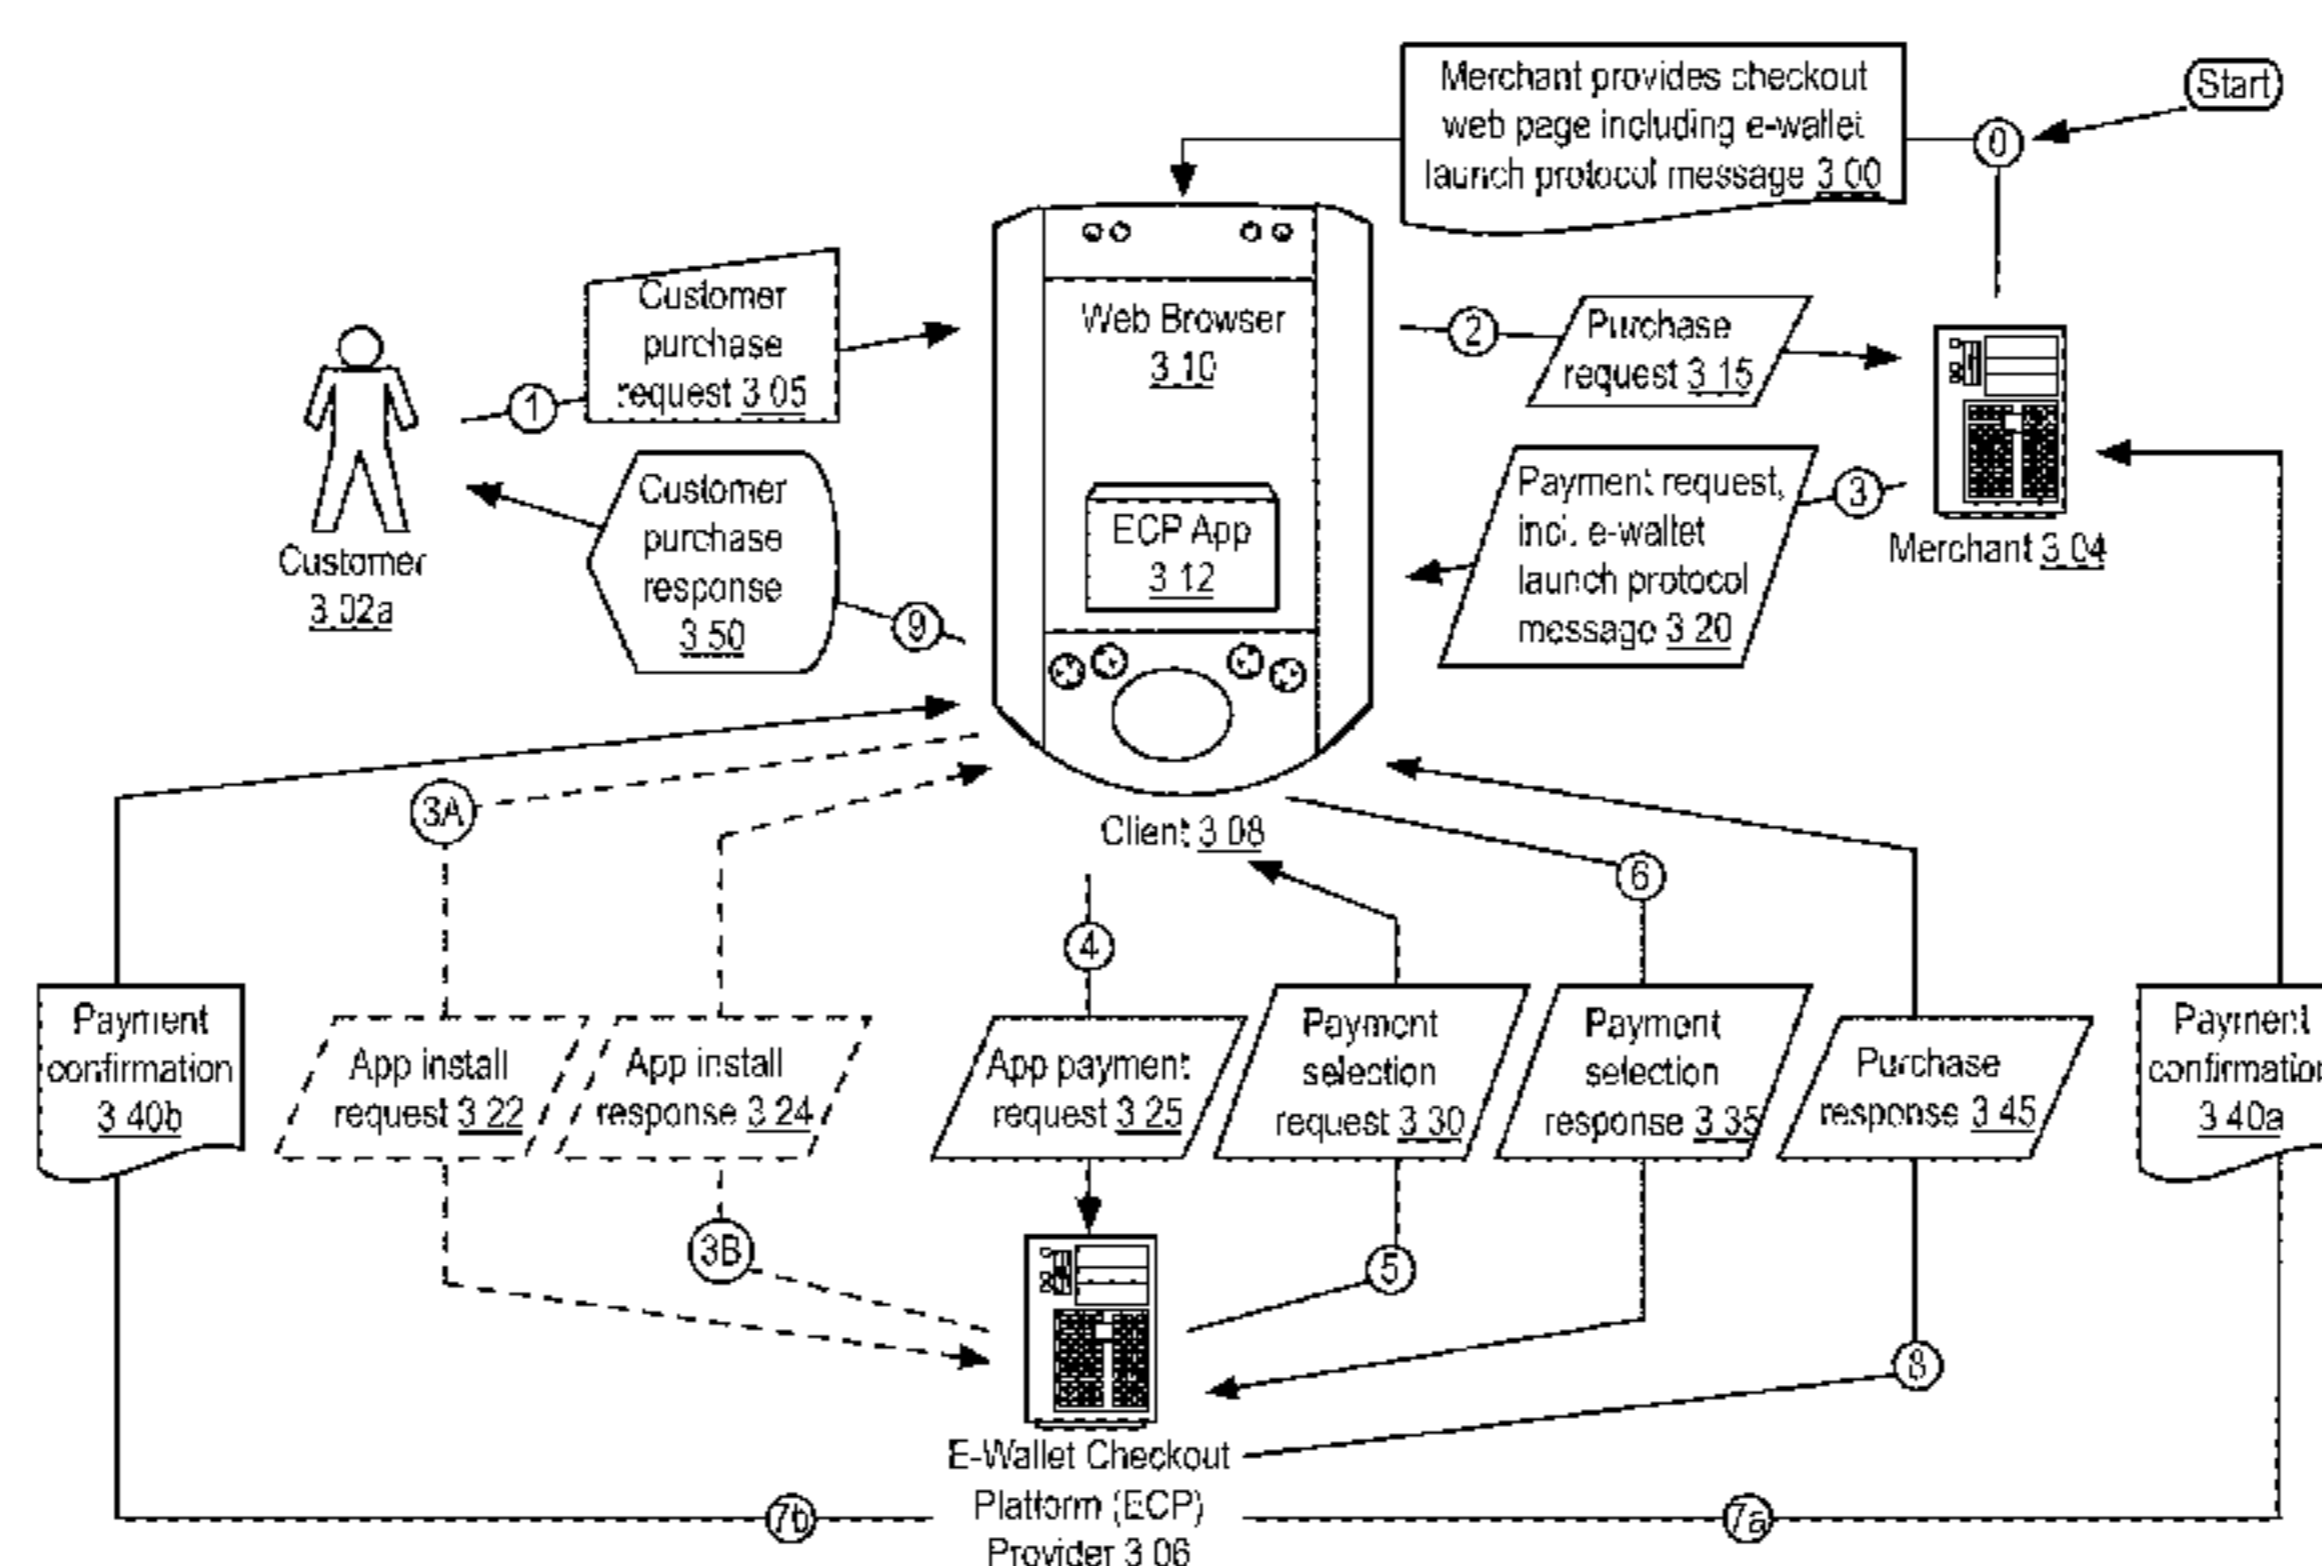 Start
Merchant provides checkout
web page including e-wallet
launch protocol message 3 00
0
Customer
purchase
request 3 05
1
Web Browser
3 10
2
Purchase
request 3 15
Customer
3 02a
Customer
purchase
response
3 50
9
ECP App
3 12
Payment request,
incl. e-wallet
launch protocol
message 3 20
3
Merchant 3 04
Client 3 08
3A
4
6
Payment
confirmation
3 40b
App install
request 3 22
App install
response 3 24
App payment
request 3 25
Payment
selection
request 3 30
Payment
selection
response 3 35
Purchase
response 3 45
Payment
confirmation
3 40a
3B
5
8
E-Wallet Checkout
Platform (ECP)
Provider 3 06
7b
7a